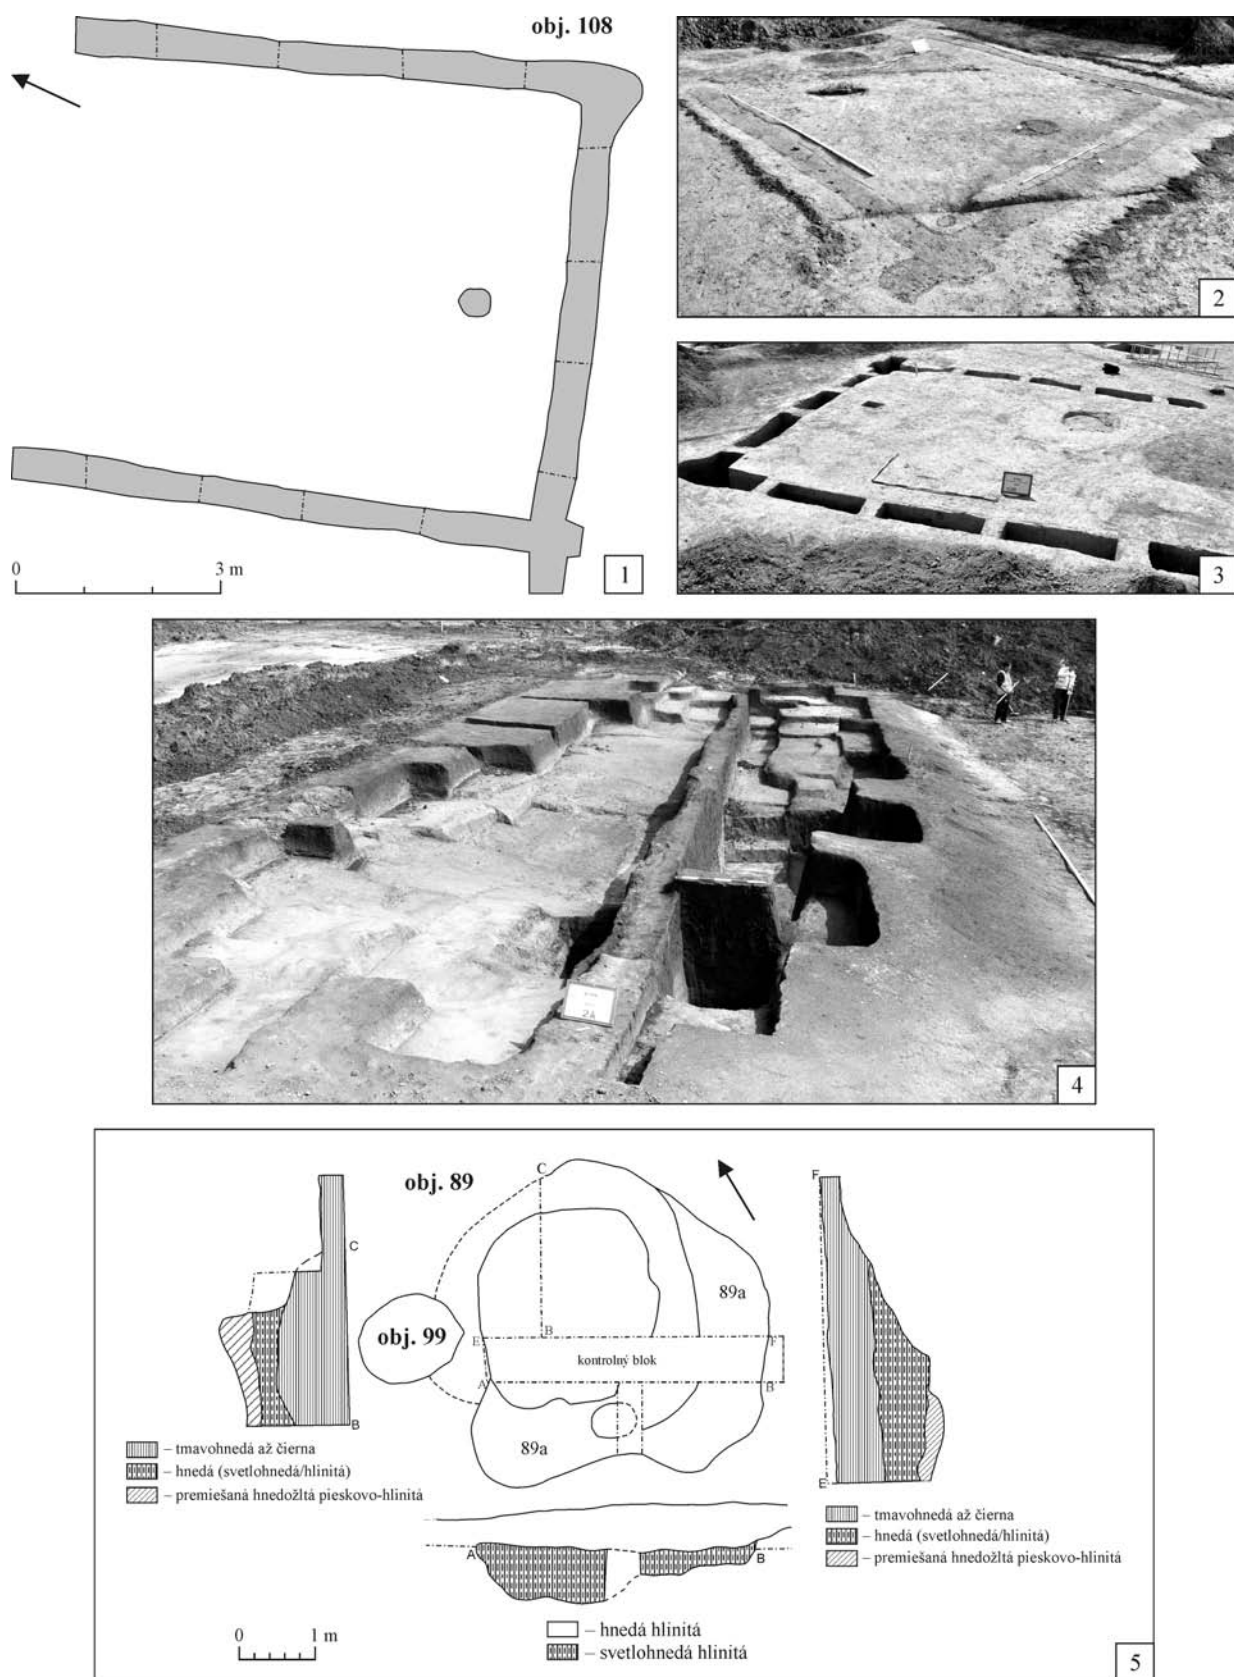 obj. 108
0 3 m
1
2
3
2A
4
obj. 89
C
F
C
89a
obj. 99
B
E
F
kontrolný blok
A
B
B
89a
E
– tmavohnedá až čierna
– hnedá (svetlohnedá/hlinitá)
– premiešaná hnedožltá pieskovo-hlinitá
– tmavohnedá až čierna
– hnedá (svetlohnedá/hlinitá)
– premiešaná hnedožltá pieskovo-hlinitá
A
B
– hnedá hlinitá
– svetlohnedá hlinitá
0 1 m
5